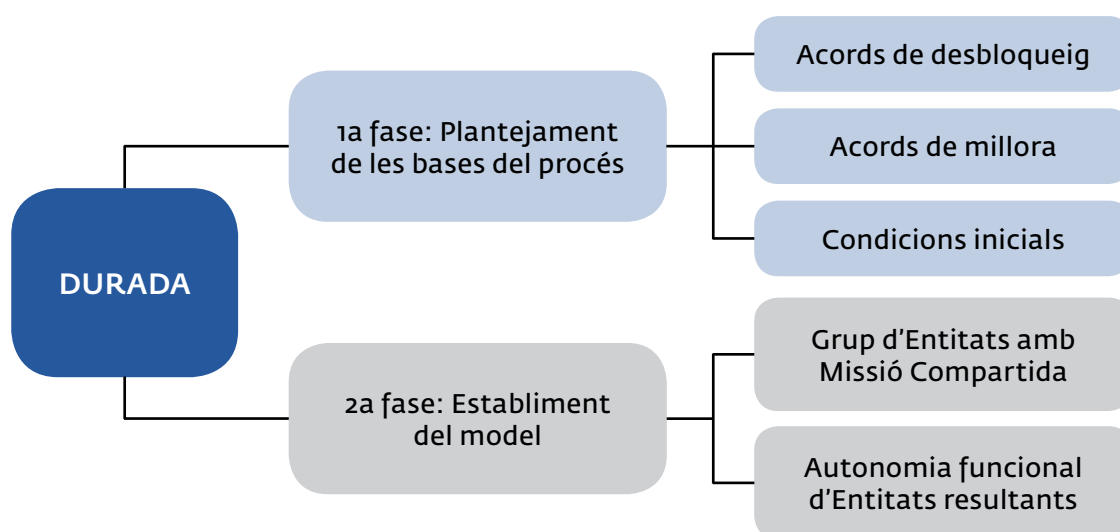 DURADA
1a fase: Plantejament
de les bases del procés
Acords de desbloqueig
Acords de millora
Condicions inicials
2a fase: Establiment
del model
Grup d'Entitats amb
Missió Compartida
Autonomia funcional
d'Entitats resultants